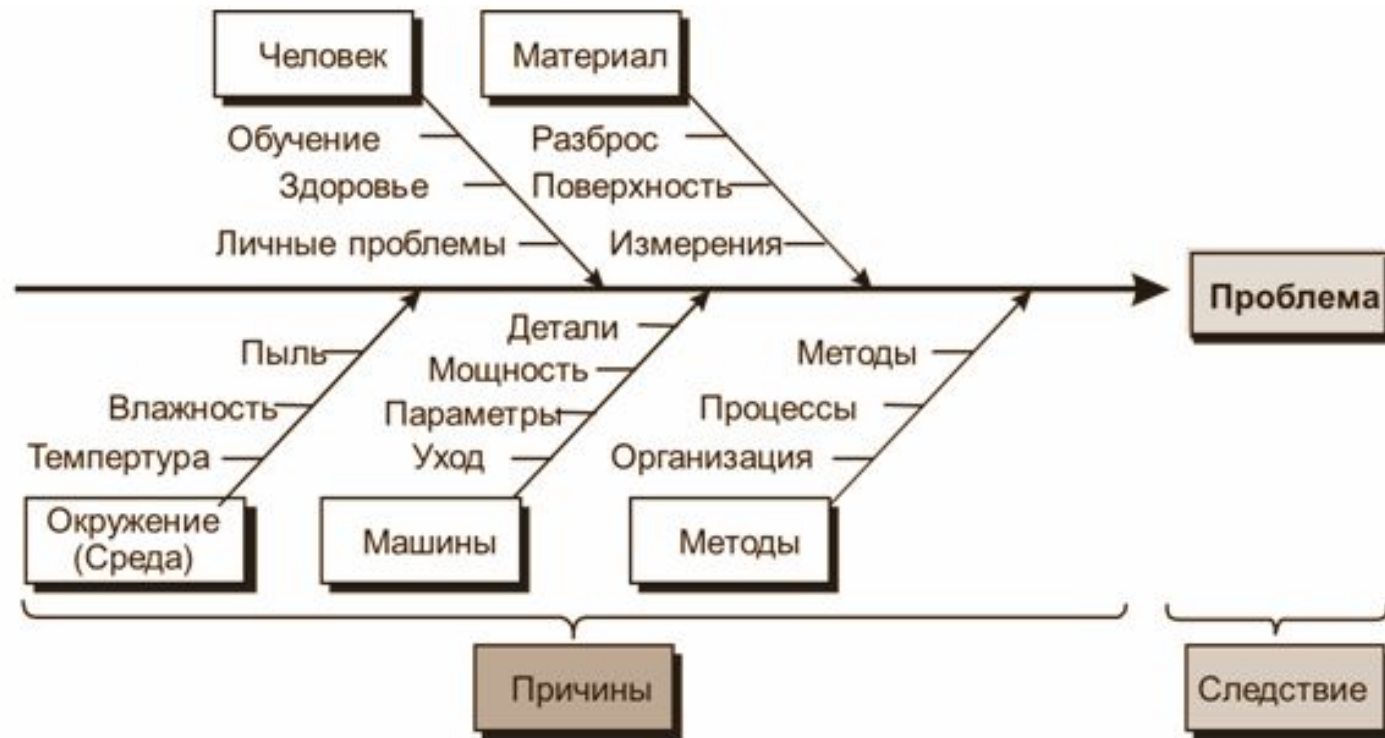 Человек
Материал
Обучение
Разброс
Здоровье
Поверхность
Личные проблемы
Измерения
Проблема
Детали
Пыль
Методы
Мощность
Влажность
Параметры
Процессы
Темпертура
Уход
Организация
Окружение
(Среда)
Машины
Методы
Причины
Следствие